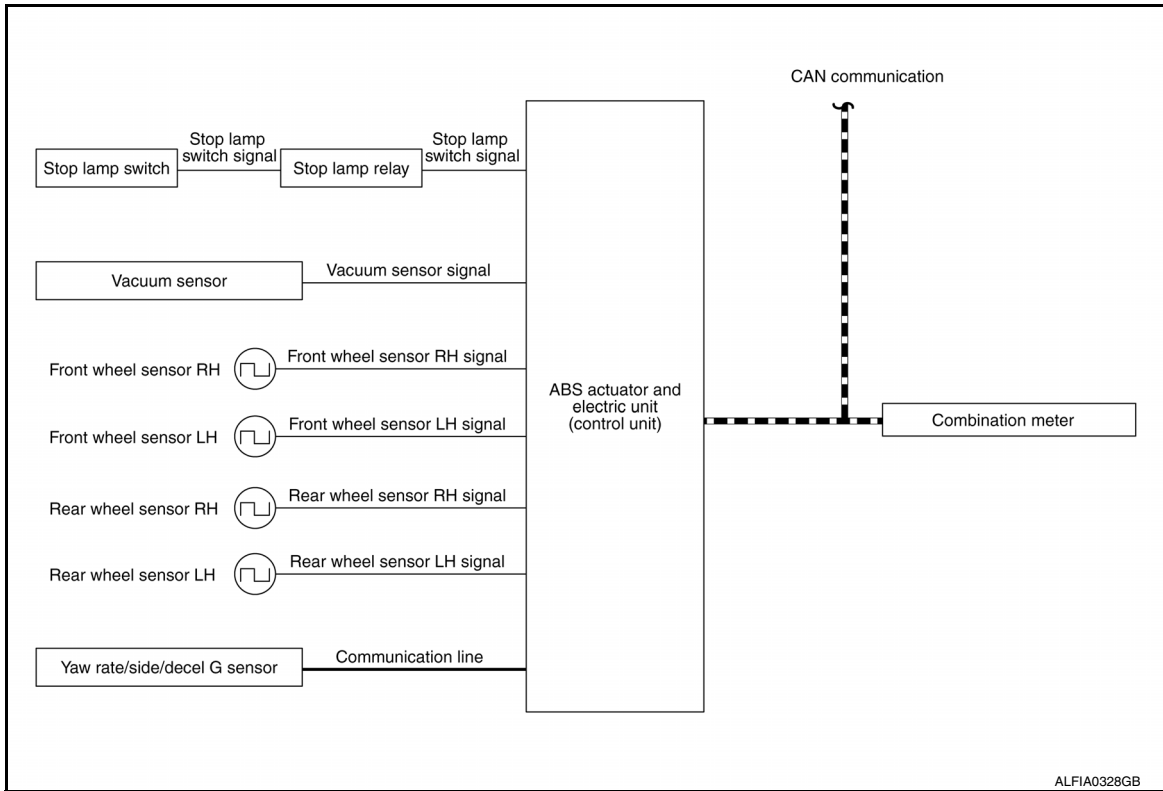 CAN communication
Stop lamp
switch signal
Stop lamp
switch signal
Stop lamp switch
Stop lamp relay
Vacuum sensor
Vacuum sensor signal
Front wheel sensor RH
Front wheel sensor RH signal
Front wheel sensor LH
Front wheel sensor LH signal
Rear wheel sensor RH
Rear wheel sensor RH signal
Rear wheel sensor LH
Rear wheel sensor LH signal
Yaw rate/side/decel G sensor
Communication line
ABS actuator and
electric unit
(control unit)
Combination meter
ALFIA0328GB